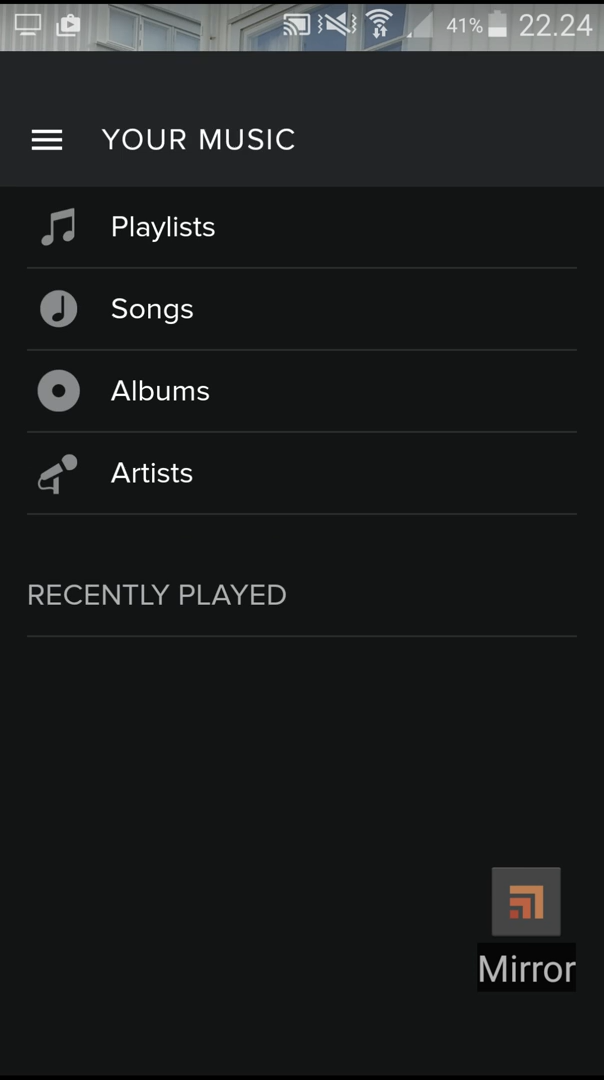 41% 22.24
YOUR MUSIC
Playlists
Songs
Albums
Artists
RECENTLY PLAYED
Mirror